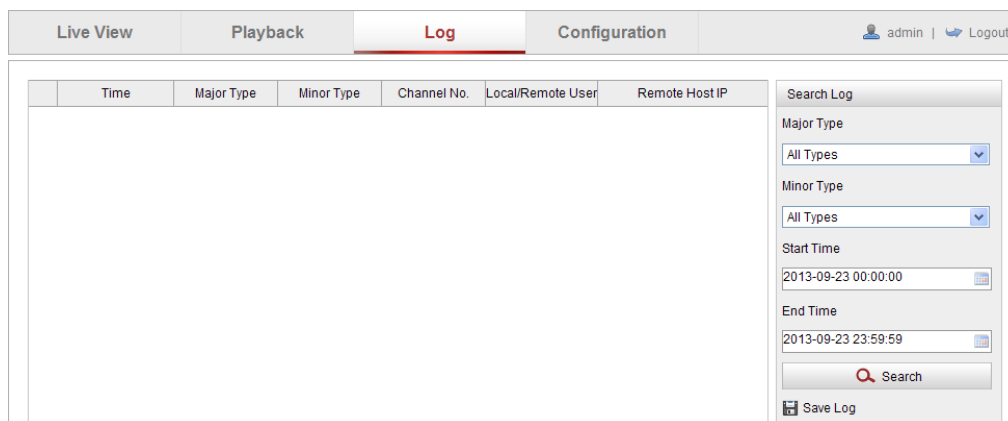 Live View Playback Log Configuration admin | Logout
Time Major Type Minor Type Channel No. Local/Remote User Remote Host IP
Search Log
Major Type
All Types
Minor Type
All Types
Start Time
2013-09-23 00:00:00
End Time
2013-09-23 23:59:59
Search
Save Log